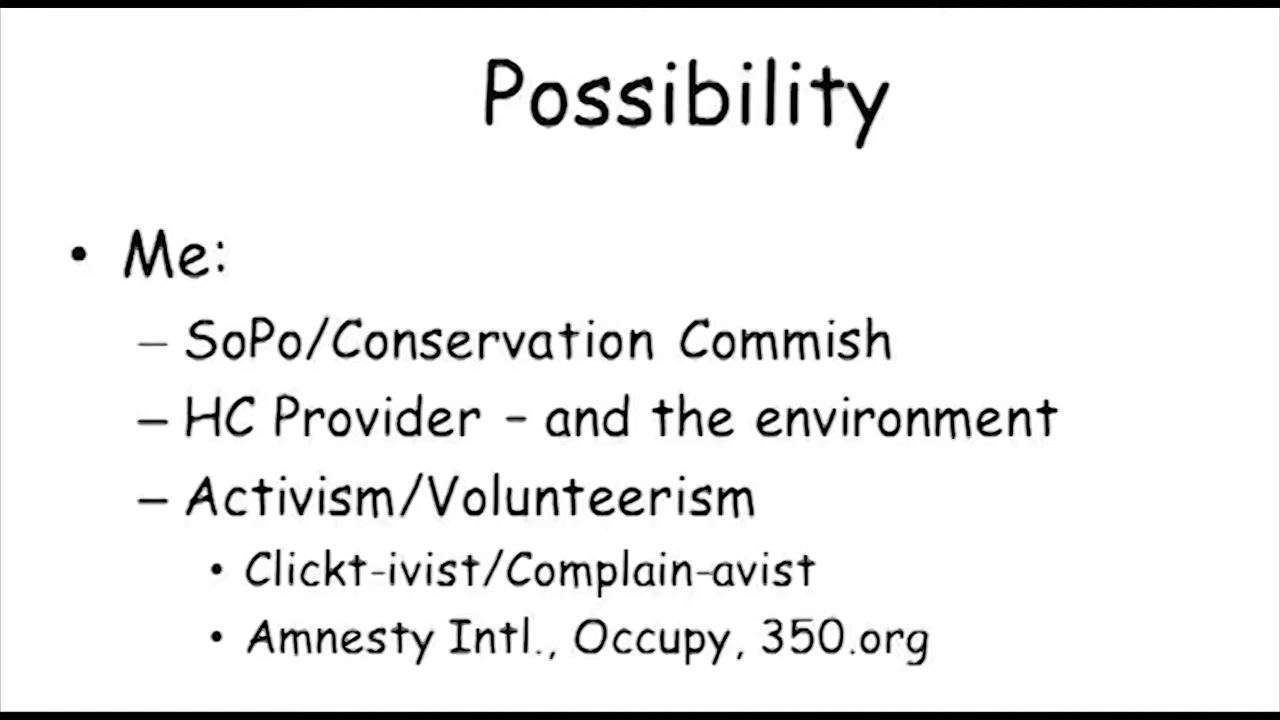 Possibility
• Me:
– SoPo/Conservation Commish
– HC Provider – and the environment
– Activism/Volunteerism
• Clickt-ivist/Complain-avist
• Amnesty Intl., Occupy, 350.org